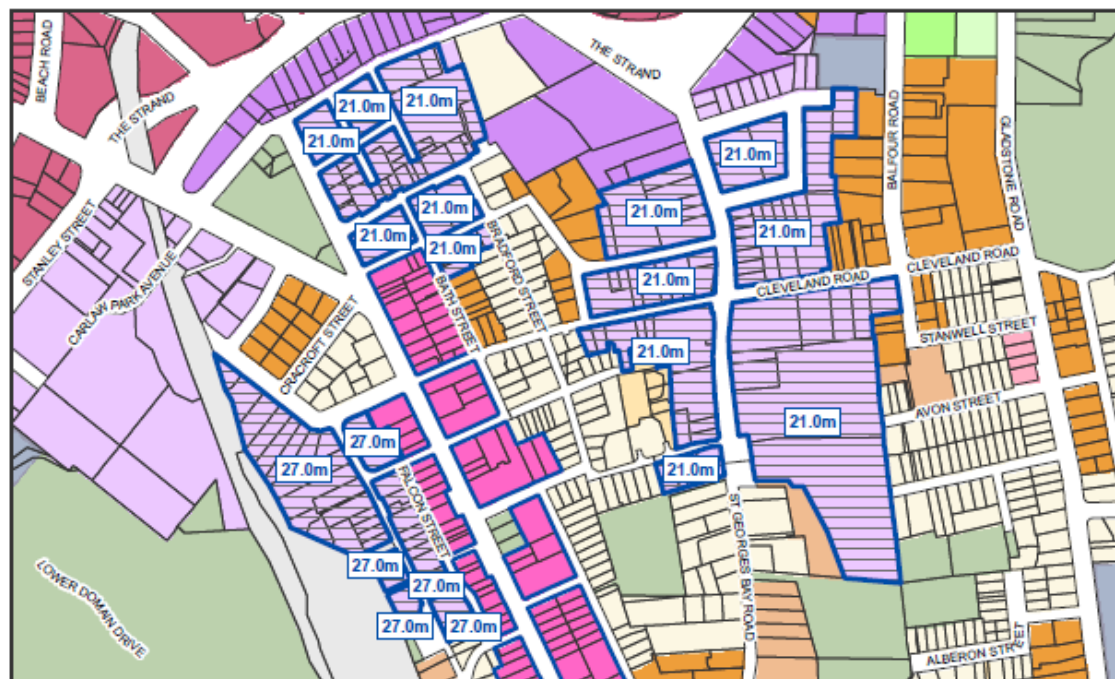 BEACH ROAD
THE STRAND
THE STRAND
BALFOUR ROAD
GLADSTONE ROAD
21.0m
21.0m
21.0m
21.0m
21.0m
21.0m
21.0m
21.0m
21.0m
STANLEY STREET
CARLAW PARK AVENUE
BRADFORD STREET
CLEVELAND ROAD
CLEVELAND ROAD
21.0m
BATH STREET
CRACROFT STREET
STANWELL STREET
21.0m
AVON STREET
21.0m
27.0m
27.0m
21.0m
FALCON STREET
ST GEORGES BAY ROAD
27.0m
27.0m
27.0m
27.0m
LOWER DOMAIN DRIVE
ALBERON STREET